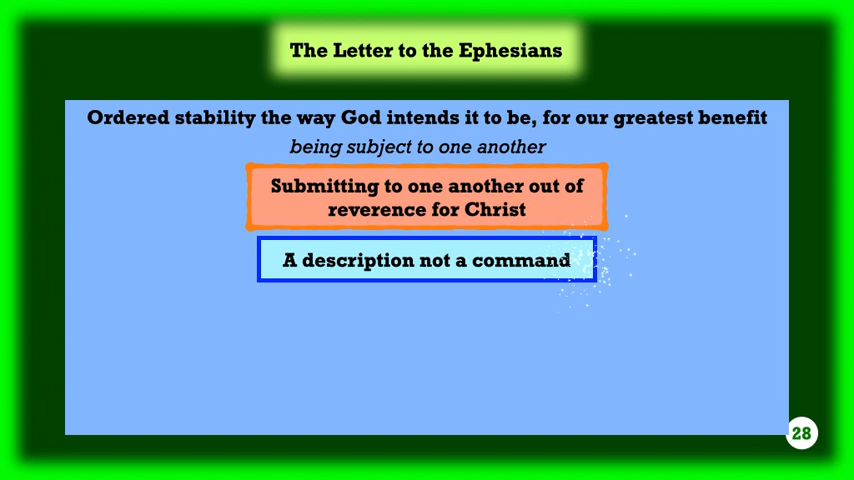 The Letter to the Ephesians
Ordered stability the way God intends it to be, for our greatest benefit
being subject to one another
Submitting to one another out of
reverence for Christ
A description not a command
28